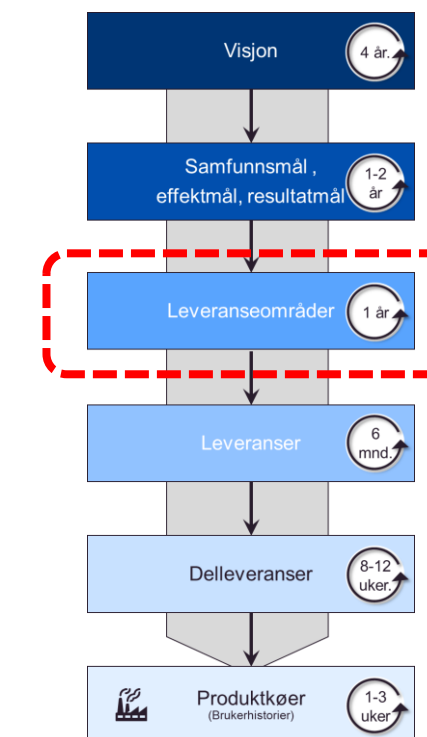 Visjon
4 år.
Samfunnsmål ,
effektmål, resultatmål
1-2
år
Leveranseområder
1 år
Leveranser
6
mnd.
Delleveranser
8-12
uker.
Produktkøer
(Brukerhistorier)
1-3
uker